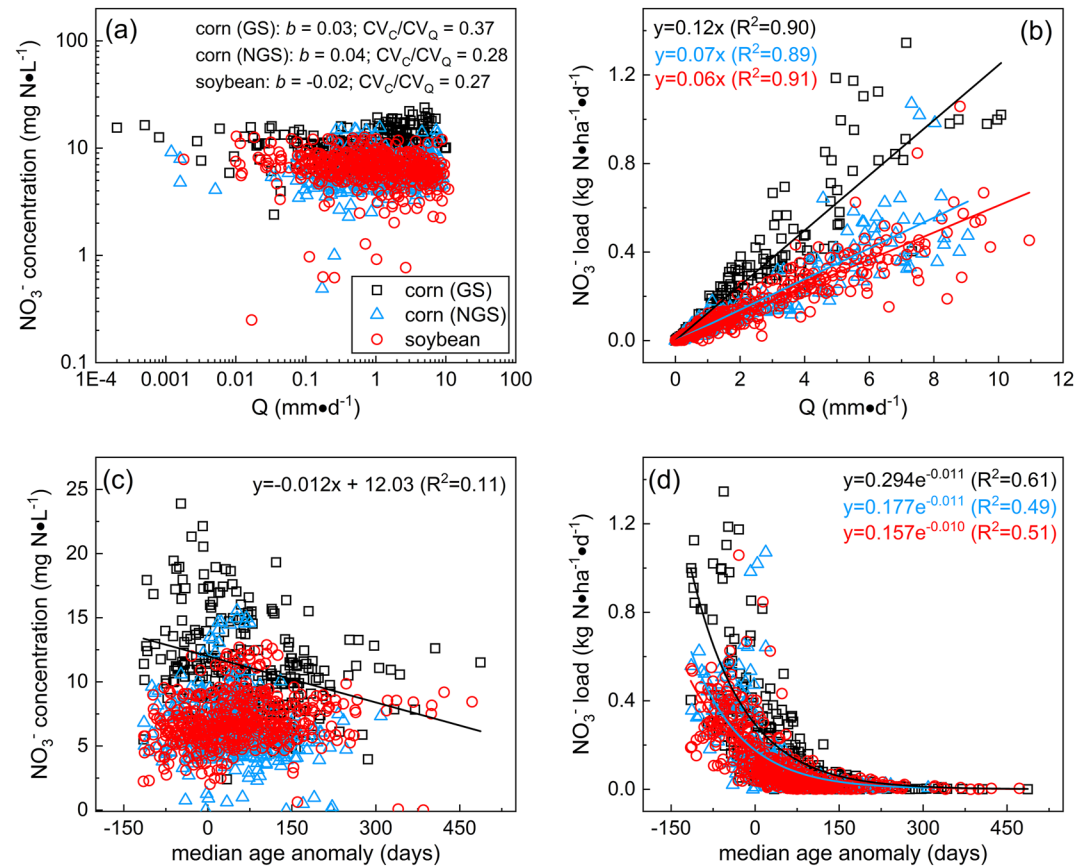 (a)
corn (GS): b = 0.03; CV_C/CV_Q = 0.37
corn (NGS): b = 0.04; CV_C/CV_Q = 0.28
soybean: b = -0.02; CV_C/CV_Q = 0.27
NO₃⁻ concentration (mg N•L⁻¹)
100
10
1
0.1
corn (GS)
corn (NGS)
soybean
1E-4
0.001
0.01
0.1
1
10
100
Q (mm•d⁻¹)
(b)
y=0.12x (R²=0.90)
y=0.07x (R²=0.89)
y=0.06x (R²=0.91)
NO₃⁻ load (kg N•ha⁻¹•d⁻¹)
1.2
0.8
0.4
0.0
0
2
4
6
8
10
12
Q (mm•d⁻¹)
(c)
y=-0.012x + 12.03 (R²=0.11)
NO₃⁻ concentration (mg N•L⁻¹)
25
20
15
10
5
0
-150
0
150
300
450
median age anomaly (days)
(d)
y=0.294e⁻⁰·⁰¹¹ (R²=0.61)
y=0.177e⁻⁰·⁰¹¹ (R²=0.49)
y=0.157e⁻⁰·⁰¹⁰ (R²=0.51)
NO₃⁻ load (kg N•ha⁻¹•d⁻¹)
1.2
0.8
0.4
0.0
-150
0
150
300
450
median age anomaly (days)